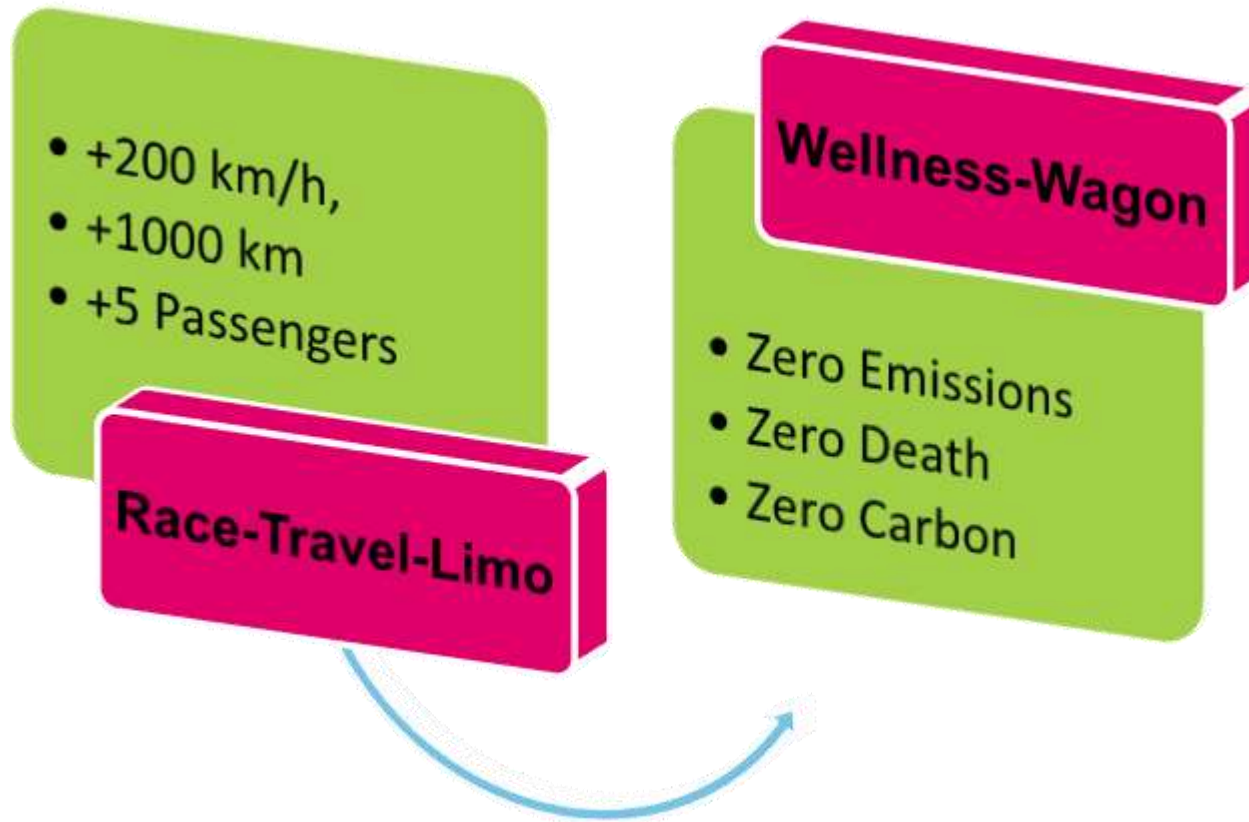 • +200 km/h,
• +1000 km
• +5 Passengers
Race-Travel-Limo
Wellness-Wagon
• Zero Emissions
• Zero Death
• Zero Carbon